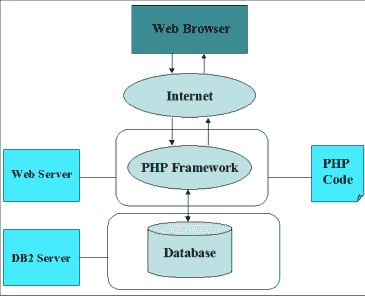 Web Browser
Internet
PHP Framework
Web Server
PHP
Code
Database
DB2 Server